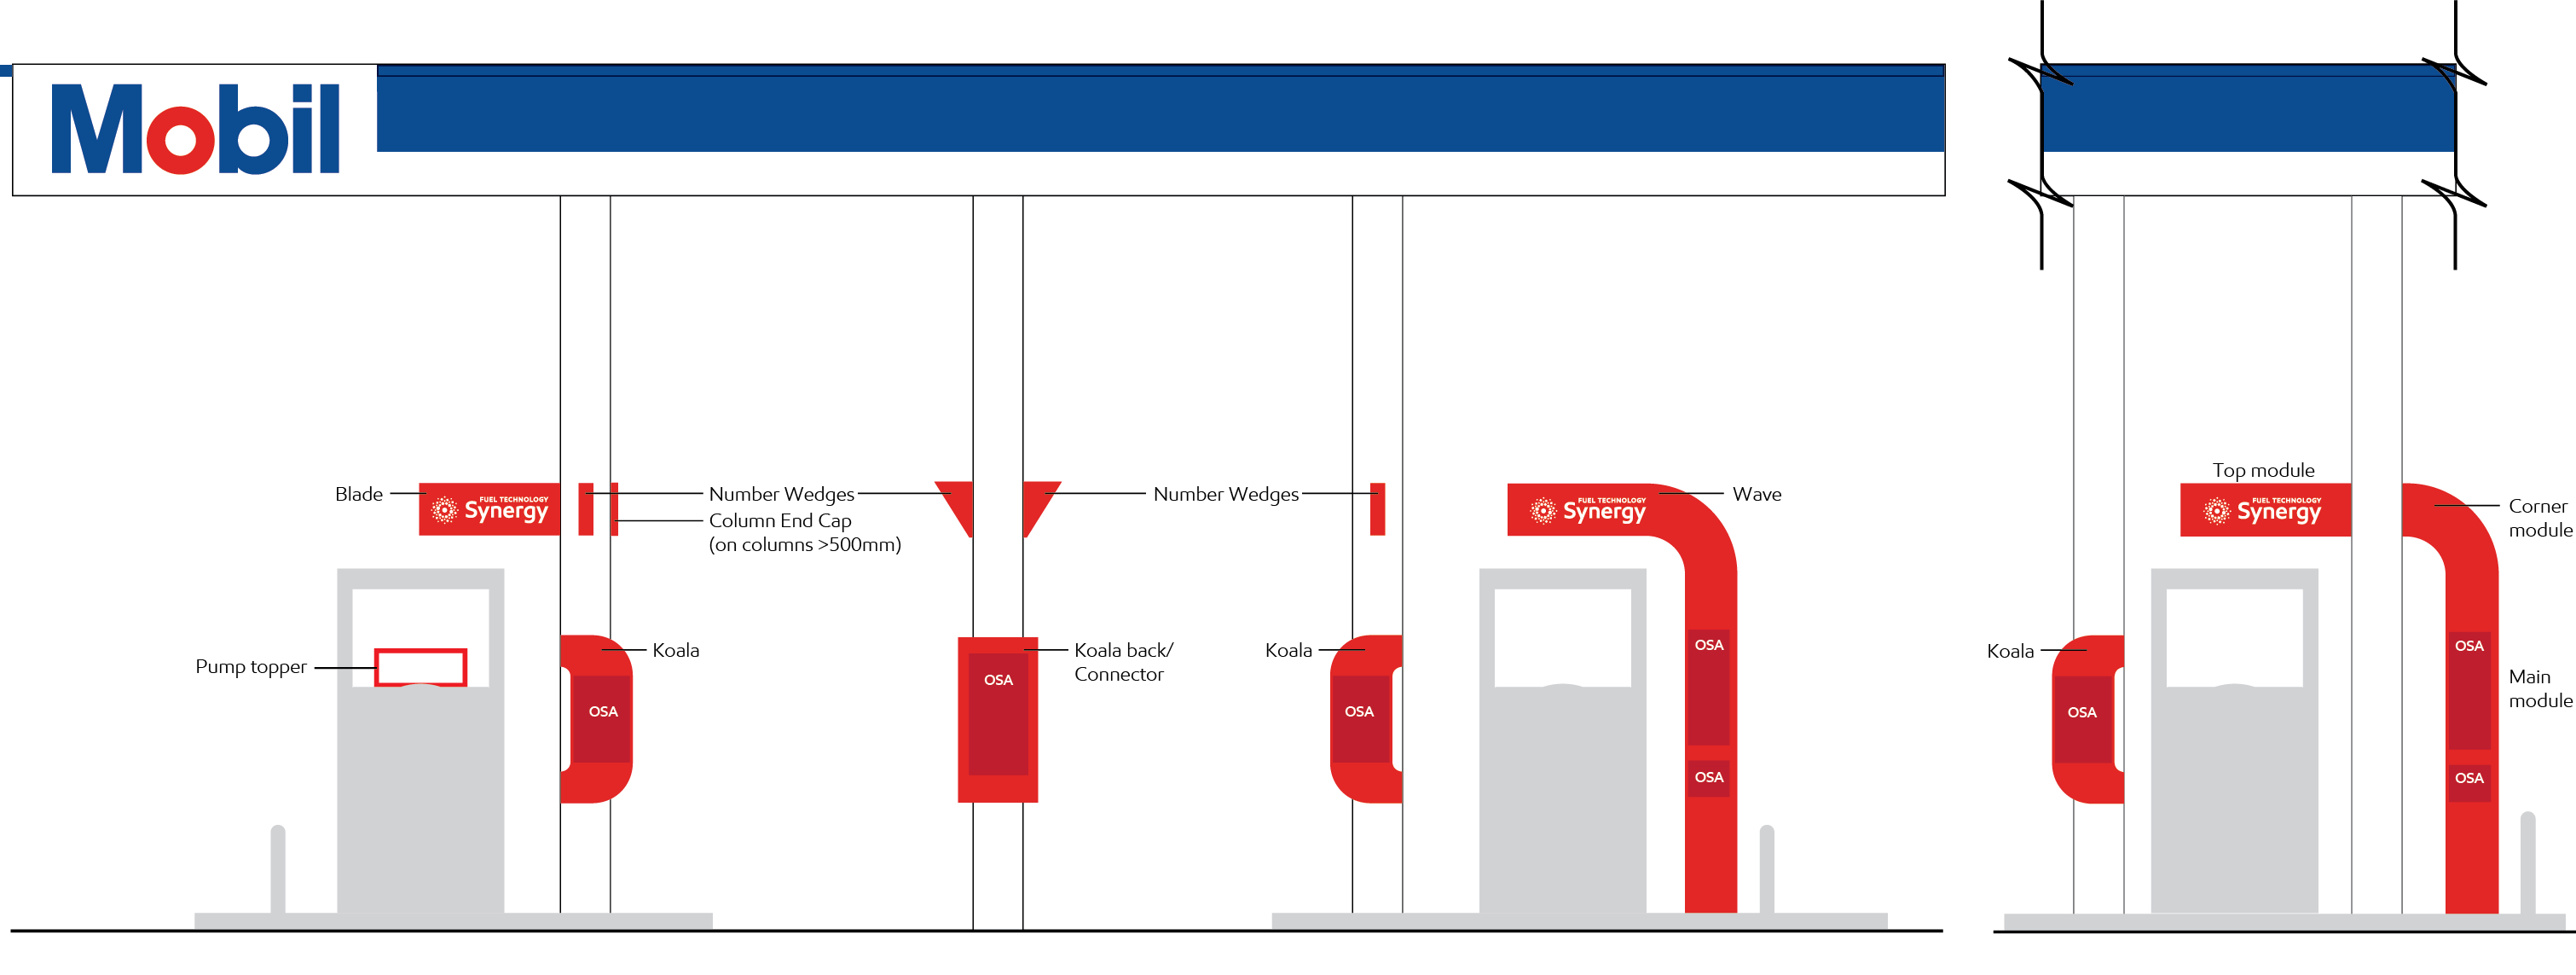 Mobil
Blade
FUEL TECHNOLOGY
Synergy
Number Wedges
Column End Cap
(on columns >500mm)
Number Wedges
FUEL TECHNOLOGY
Synergy
Wave
Top module
FUEL TECHNOLOGY
Synergy
Corner
module
Pump topper
Koala
OSA
OSA
Koala back/
Connector
Koala
OSA
OSA
OSA
Koala
OSA
OSA
OSA
Main
module